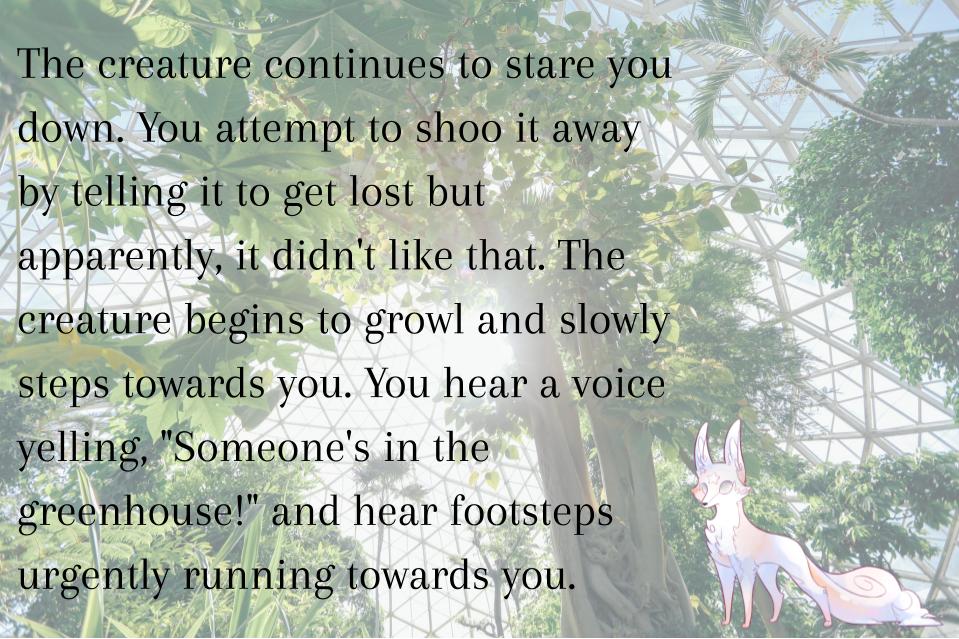 The creature continues to stare you
down. You attempt to shoo it away
by telling it to get lost but
apparently, it didn't like that. The
creature begins to growl and slowly
steps towards you. You hear a voice
yelling, "Someone's in the
greenhouse!" and hear footsteps
urgently running towards you.